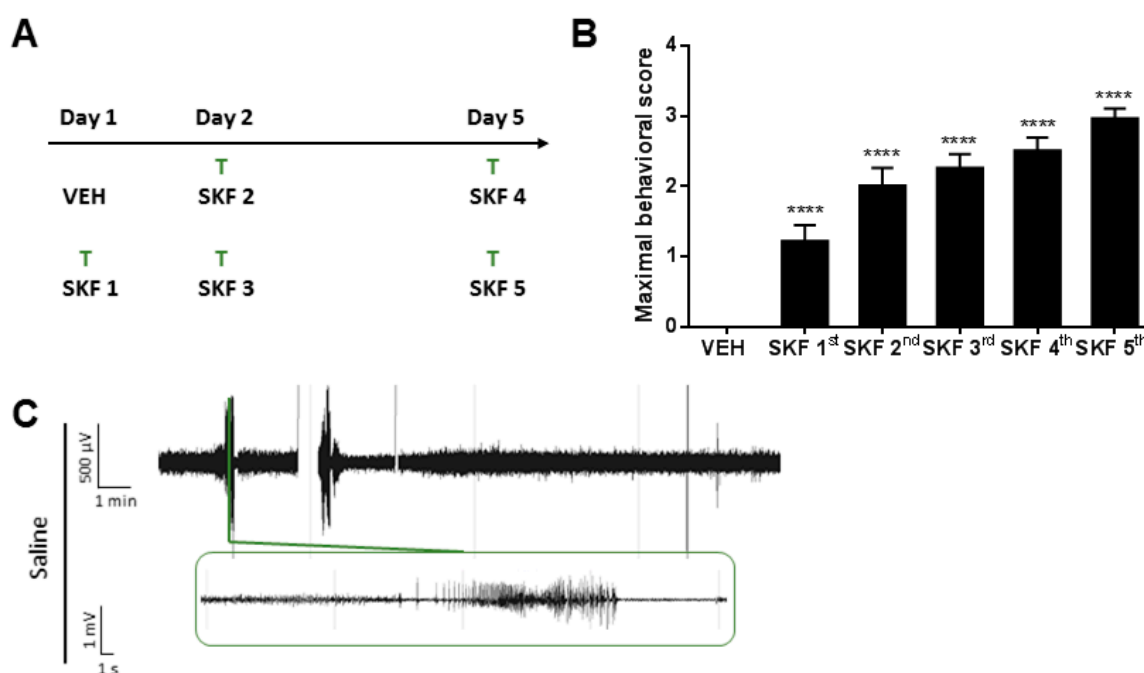 A
Day 1 Day 2 Day 5
T T
VEH SKF 2 SKF 4
T T T
SKF 1 SKF 3 SKF 5
B
Maximal behavioral score
4
3
2
1
0
****
****
****
****
****
VEH SKF 1st SKF 2nd SKF 3rd SKF 4th SKF 5th
C
Saline
500 µV
1 min
1 mV
1 s